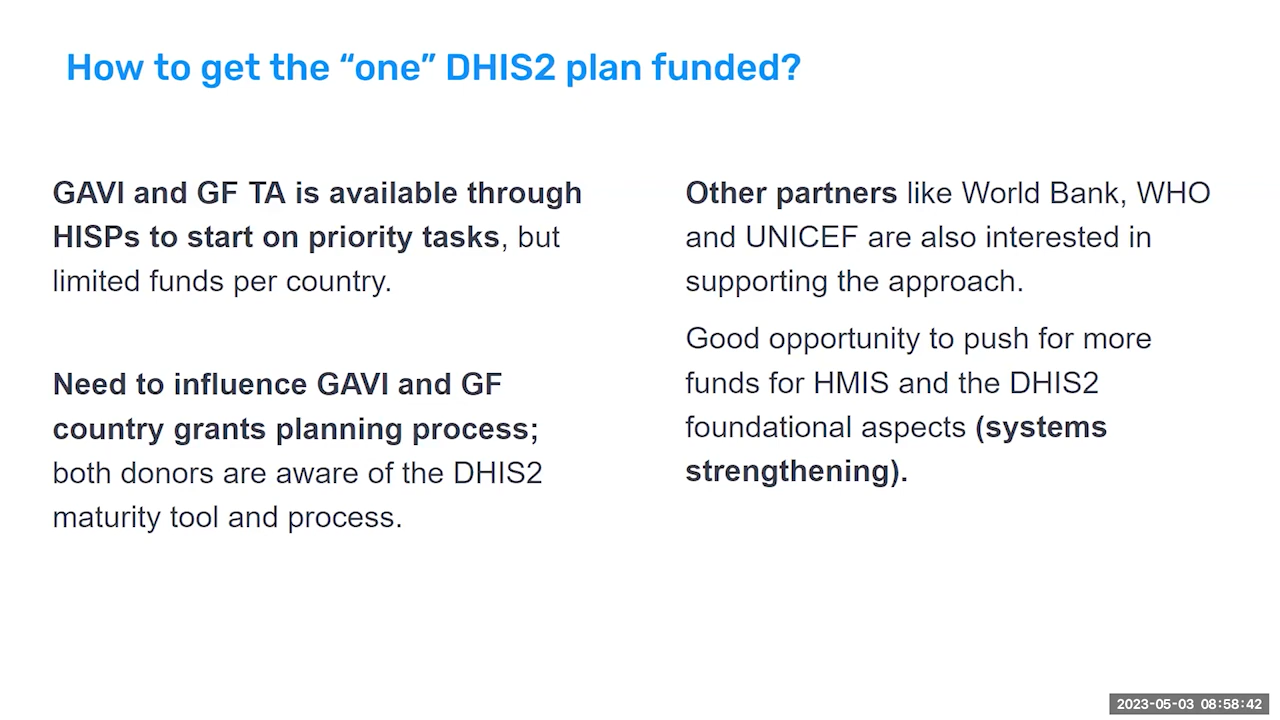 How to get the “one” DHIS2 plan funded?
GAVI and GF TA is available through
HISPs to start on priority tasks, but
limited funds per country.
Need to influence GAVI and GF
country grants planning process;
both donors are aware of the DHIS2
maturity tool and process.
Other partners like World Bank, WHO
and UNICEF are also interested in
supporting the approach.
Good opportunity to push for more
funds for HMIS and the DHIS2
foundational aspects (systems
strengthening).
2023-05-03 08:58:42